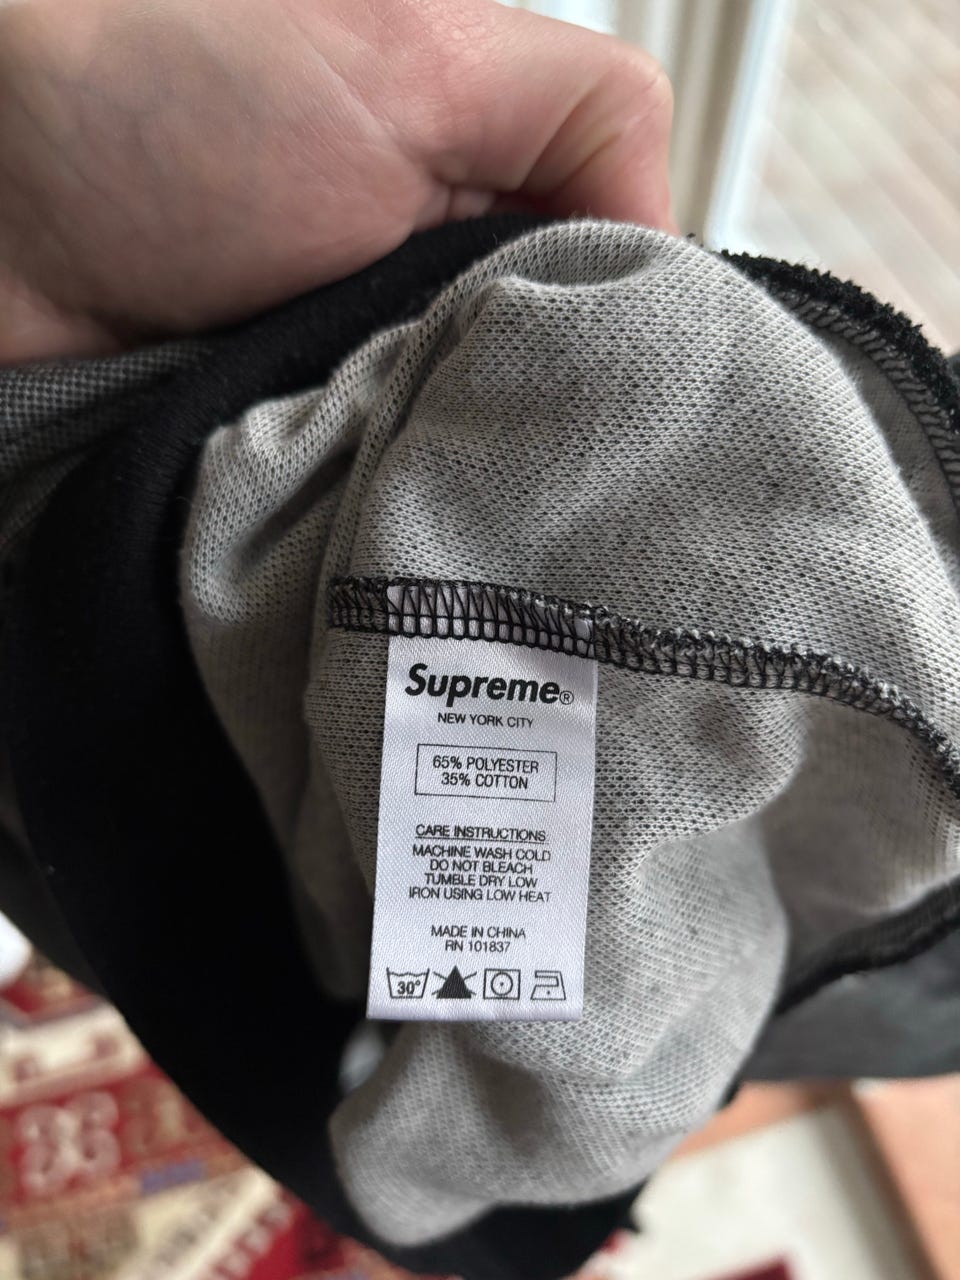 Supreme®
NEW YORK CITY
65% POLYESTER
35% COTTON
CARE INSTRUCTIONS
MACHINE WASH COLD
DO NOT BLEACH
TUMBLE DRY LOW
IRON USING LOW HEAT
MADE IN CHINA
RN 101837
30°